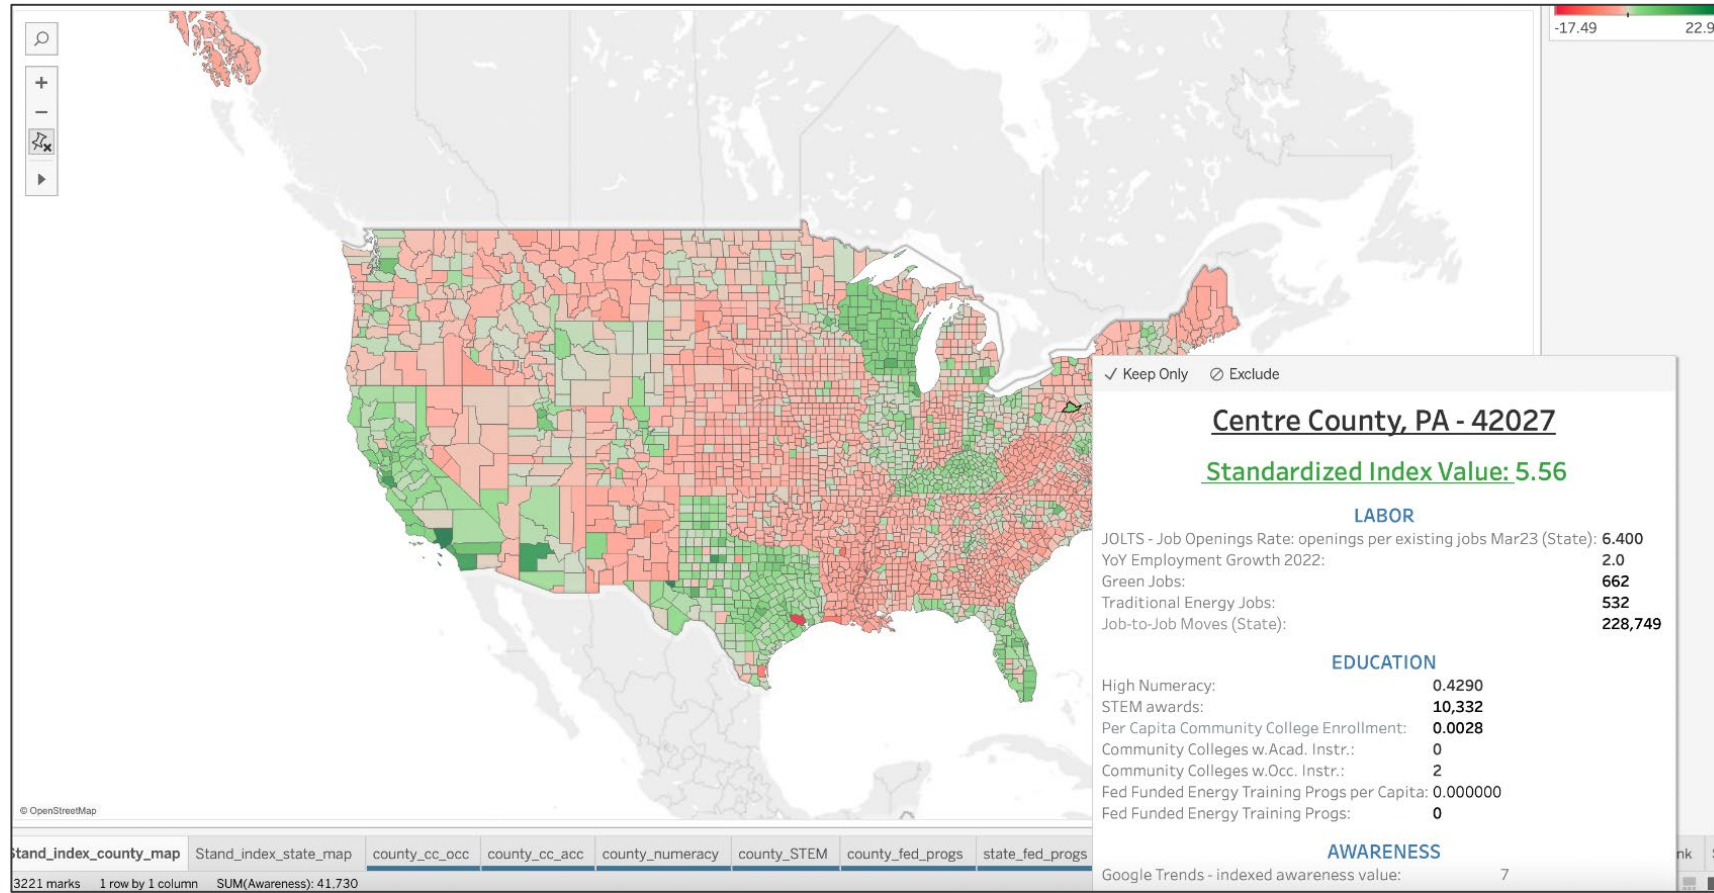 -17.49 22.9
✓ Keep Only Exclude
Centre County, PA - 42027
Standardized Index Value: 5.56
LABOR
JOLTS - Job Openings Rate: openings per existing jobs Mar23 (State): 6.400
YoY Employment Growth 2022: 2.0
Green Jobs: 662
Traditional Energy Jobs: 532
Job-to-Job Moves (State): 228,749
EDUCATION
High Numeracy: 0.4290
STEM awards: 10,332
Per Capita Community College Enrollment: 0.0028
Community Colleges w.Acad. Instr.: 0
Community Colleges w.Occ. Instr.: 2
Fed Funded Energy Training Progs per Capita: 0.000000
Fed Funded Energy Training Progs: 0
AWARENESS
Google Trends - indexed awareness value: 7
© OpenStreetMap
Stand_index_county_map Stand_index_state_map county_cc_occ county_cc_acc county_numeracy county_STEM county_fed_progs state_fed_progs nk
3221 marks 1 row by 1 column SUM(Awareness): 41.730